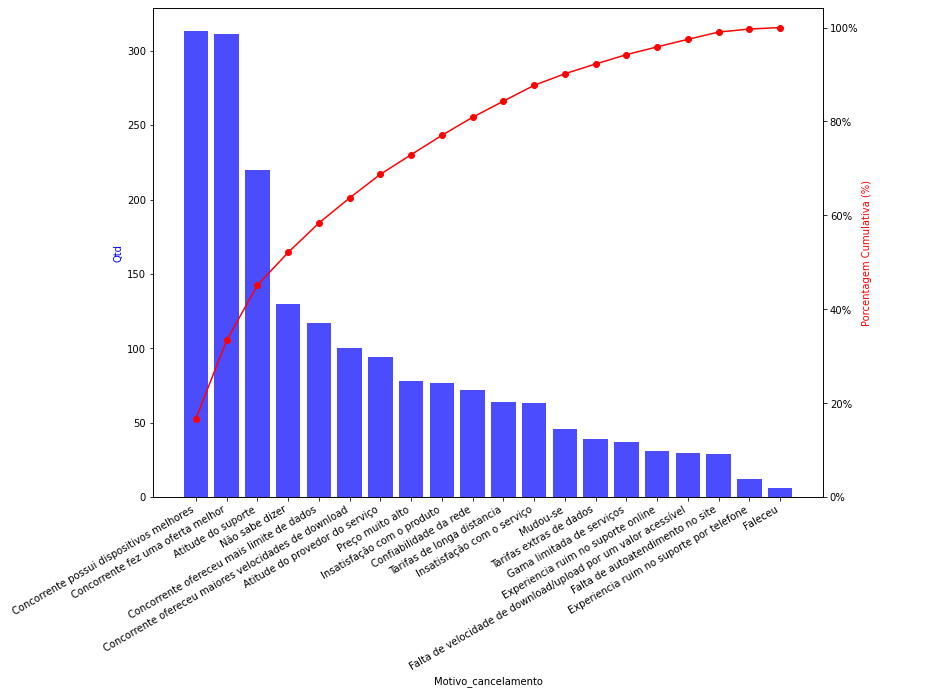 Qtd
300
250
200
150
100
50
0
100%
80%
60%
40%
20%
0%
Porcentagem Cumulativa (%)
Concorrente possui dispositivos melhores
Concorrente fez uma oferta melhor
Atitude do suporte
Não sabe dizer
Concorrente ofereceu mais limite de dados
Concorrente ofereceu maiores velocidades de download
Atitude do provedor do serviço
Preço muito alto
Insatisfação com o produto
Confiabilidade da rede
Tarifas de longa distancia
Insatisfação com o serviço
Mudou-se
Tarifas extras de dados
Gama limitada de serviços
Experiencia ruim no suporte online
Falta de velocidade de download/upload por um valor acessível
Falta de autoatendimento no site
Experiencia ruim no suporte por telefone
Faleceu
Motivo_cancelamento